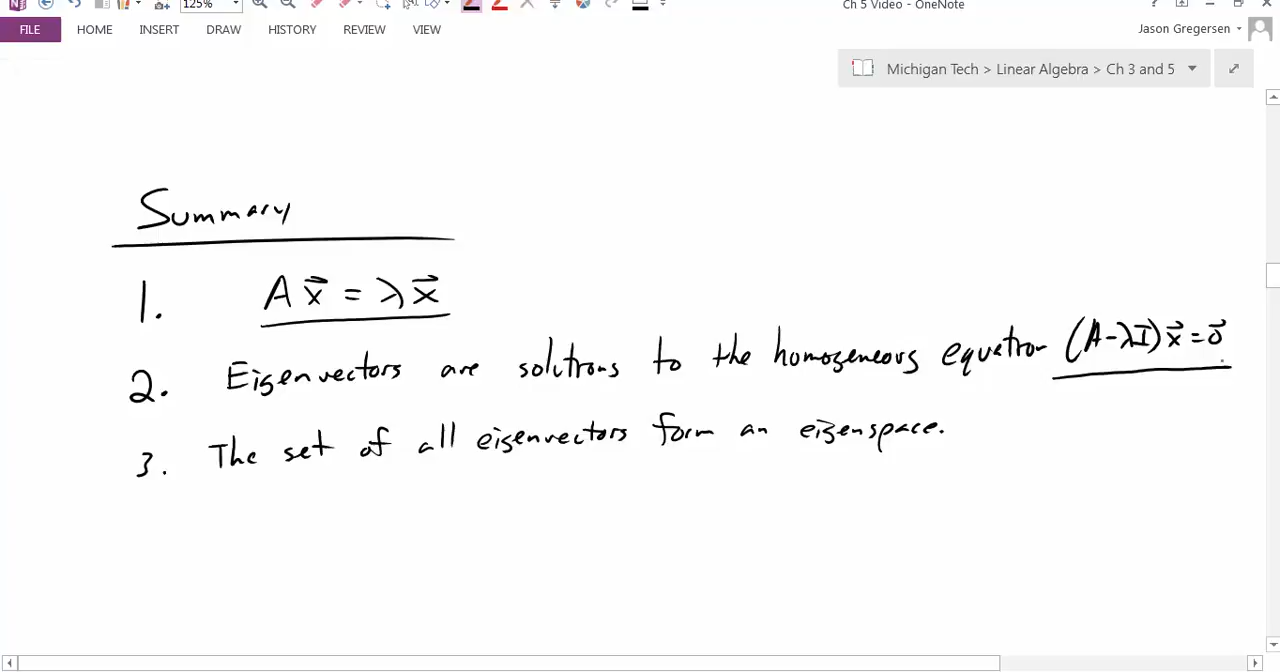 125%
Ch 5 Video - OneNote
FILE HOME INSERT DRAW HISTORY REVIEW VIEW
Jason Gregersen
Michigan Tech > Linear Algebra > Ch 3 and 5
Summary
1. A x⃗ = λ x⃗
2. Eigenvectors are solutions to the homogeneous equation (A - λI) x⃗ = 0⃗
3. The set of all eigenvectors form an eigenspace.